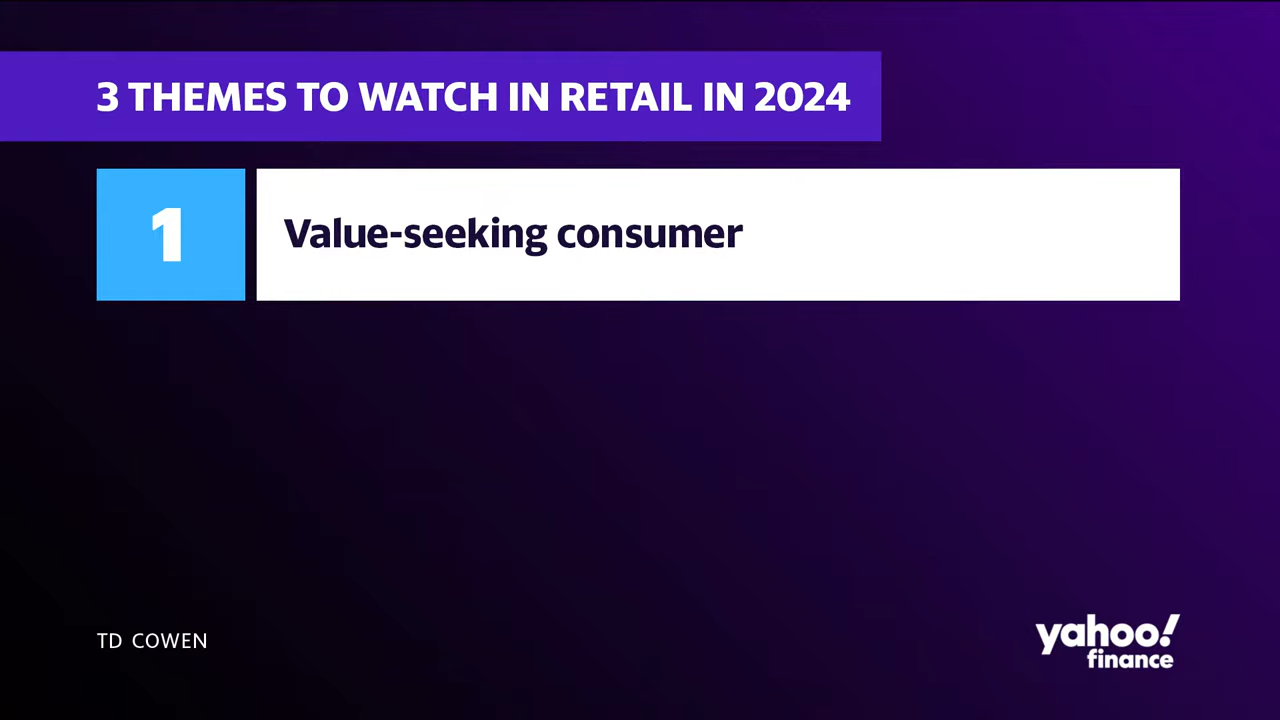 3 THEMES TO WATCH IN RETAIL IN 2024
1
Value-seeking consumer
TD COWEN
yahoo!
finance